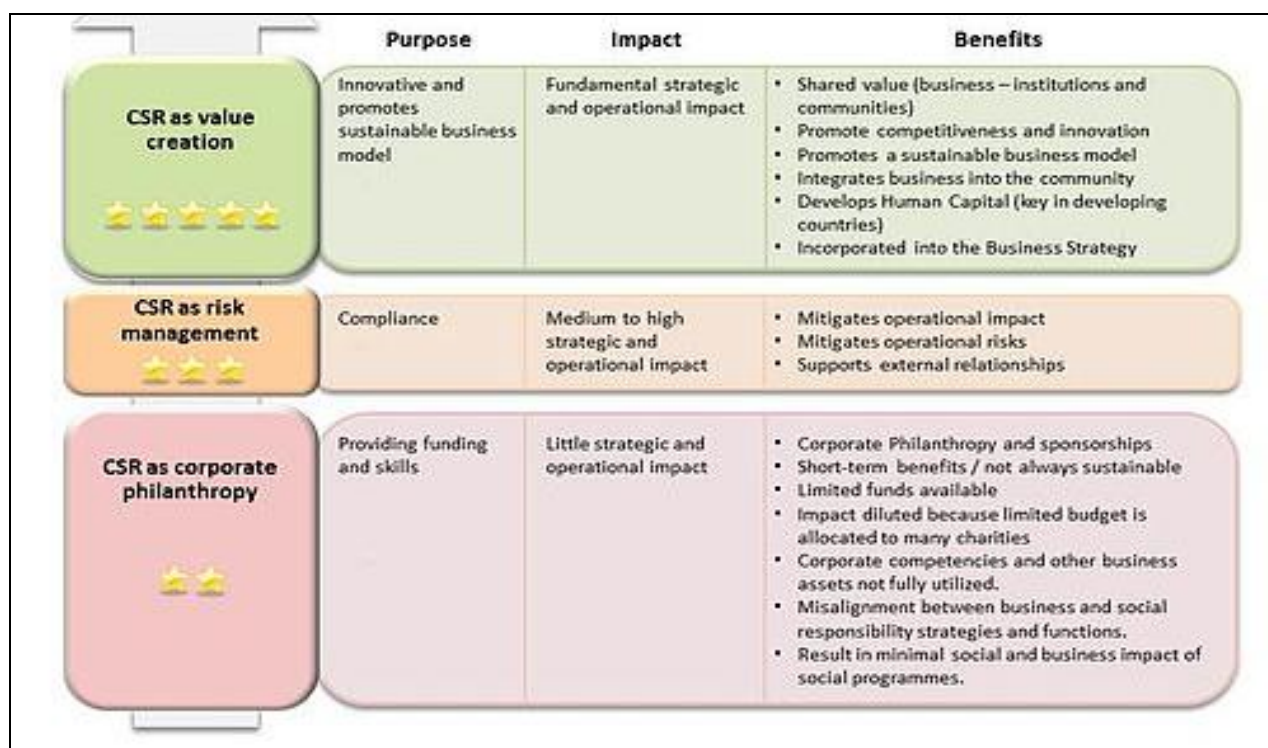 Purpose
Impact
Benefits
CSR as value
creation
Innovative and
promotes
sustainable business
model
Fundamental strategic
and operational impact
• Shared value (business – institutions and
communities)
• Promote competitiveness and innovation
• Promotes a sustainable business model
• Integrates business into the community
• Develops Human Capital (key in developing
countries)
• Incorporated into the Business Strategy
CSR as risk
management
Compliance
Medium to high
strategic and
operational impact
• Mitigates operational impact
• Mitigates operational risks
• Supports external relationships
CSR as corporate
philanthropy
Providing funding
and skills
Little strategic and
operational impact
• Corporate Philanthropy and sponsorships
• Short-term benefits / not always sustainable
• Limited funds available
• Impact diluted because limited budget is
allocated to many charities
• Corporate competencies and other business
assets not fully utilized.
• Misalignment between business and social
responsibility strategies and functions.
• Result in minimal social and business impact of
social programmes.